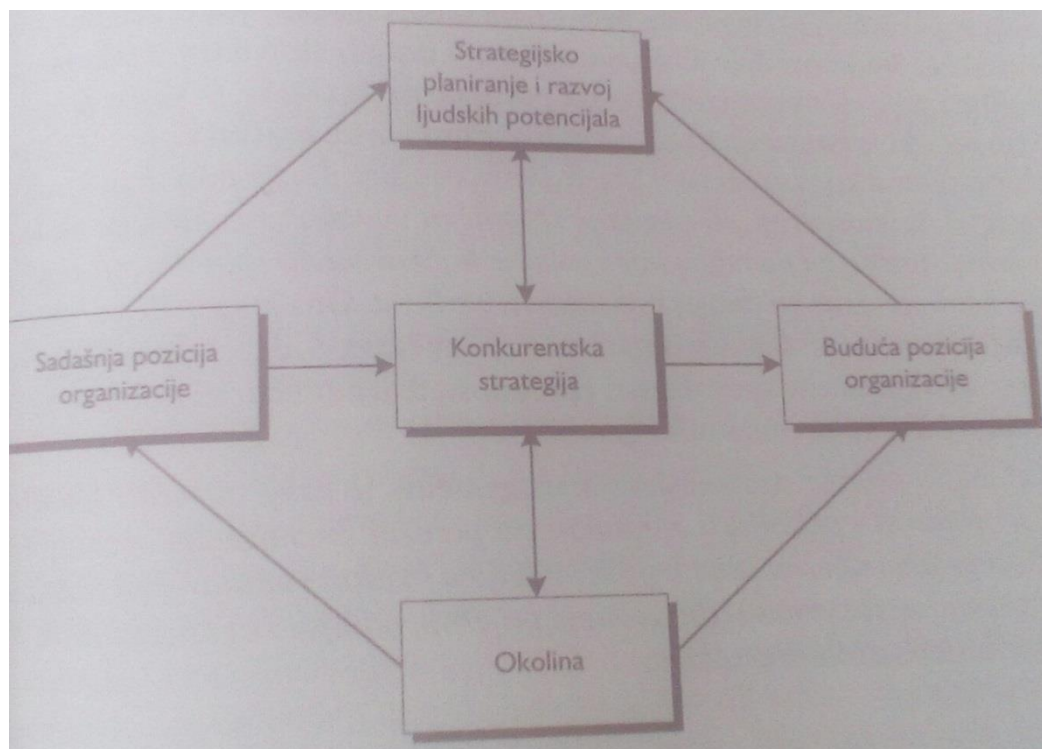 Strategijsko
planiranje i razvoj
ljudskih potencijala
Sadašnja pozicija
organizacije
Konkurentska
strategija
Buduća pozicija
organizacije
Okolina